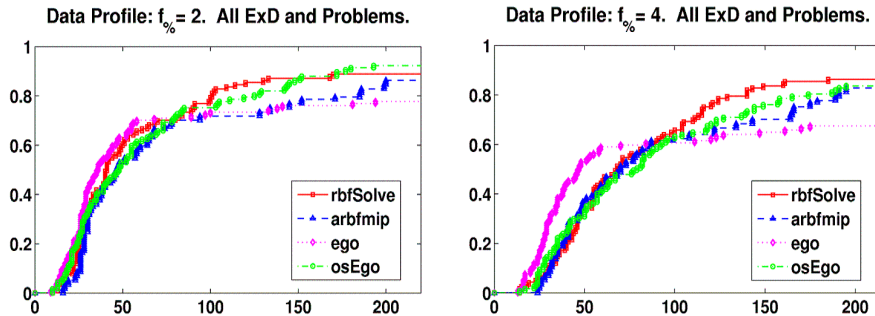 Data Profile: f% = 2. All ExD and Problems.
1
0.8
0.6
0.4
0.2
0
0 50 100 150 200
rbfSolve
arbfmip
ego
osEgo
Data Profile: f% = 4. All ExD and Problems.
1
0.8
0.6
0.4
0.2
0
0 50 100 150 200
rbfSolve
arbfmip
ego
osEgo